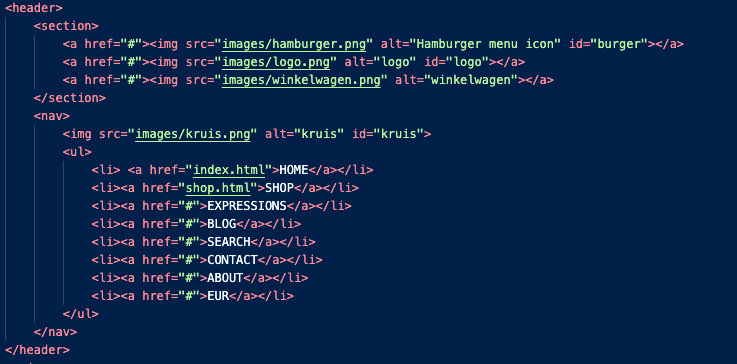 <header>
<section>
<a href="#"><img src="images/hamburger.png" alt="Hamburger menu icon" id="burger"></a>
<a href="#"><img src="images/logo.png" alt="logo" id="logo"></a>
<a href="#"><img src="images/winkelwagen.png" alt="winkelwagen"></a>
</section>
<nav>
<img src="images/kruis.png" alt="kruis" id="kruis">
<ul>
<li> <a href="index.html">HOME</a></li>
<li><a href="shop.html">SHOP</a></li>
<li><a href="#">EXPRESSIONS</a></li>
<li><a href="#">BLOG</a></li>
<li><a href="#">SEARCH</a></li>
<li><a href="#">CONTACT</a></li>
<li><a href="#">ABOUT</a></li>
<li><a href="#">EUR</a></li>
</ul>
</nav>
</header>